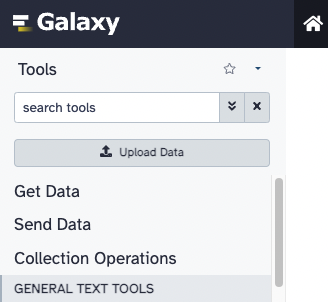 Galaxy
Tools
search tools
Upload Data
Get Data
Send Data
Collection Operations
GENERAL TEXT TOOLS